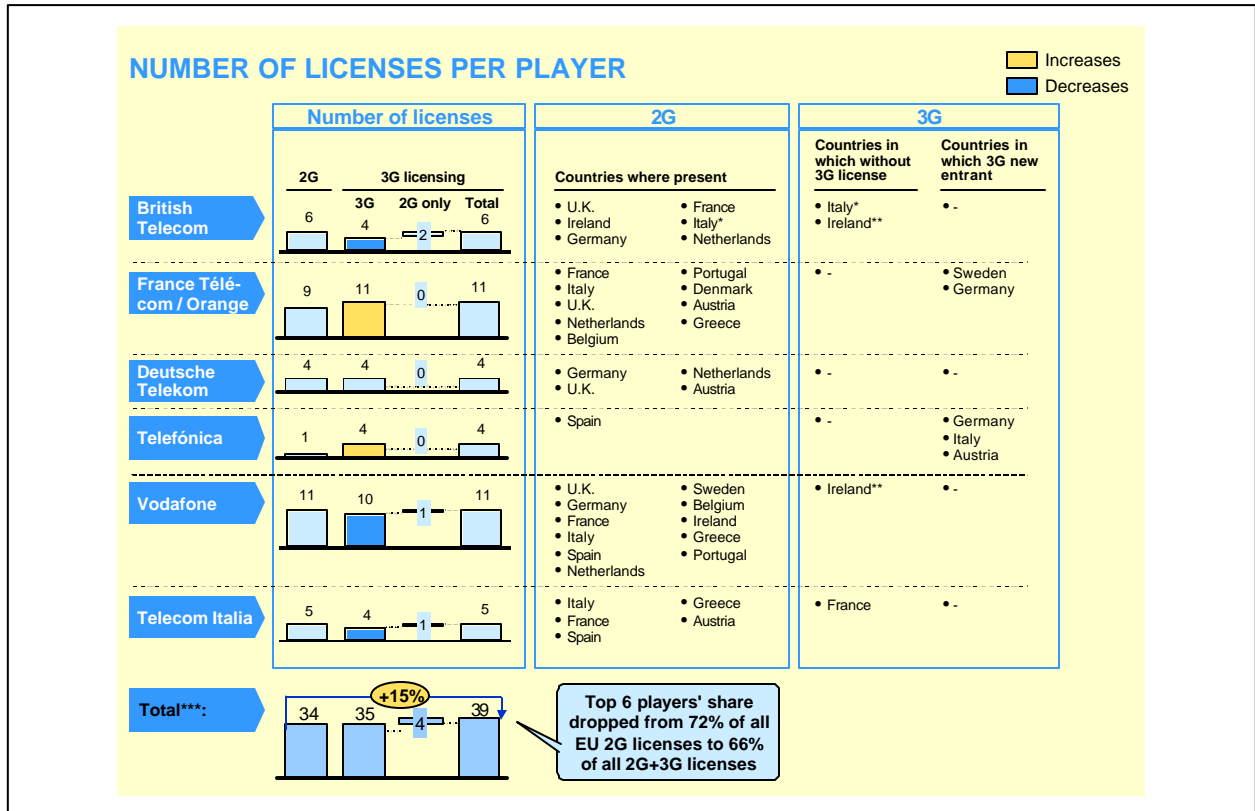 NUMBER OF LICENSES PER PLAYER
Increases
Decreases
Number of licenses
2G
3G
2G
3G licensing
3G
2G only
Total
Countries where present
Countries in
which without
3G license
Countries in
which 3G new
entrant
British
Telecom
6
4
2
6
• U.K.
• Ireland
• Germany
• France
• Italy*
• Netherlands
• Italy*
• Ireland**
• -
France Télé-
com / Orange
9
11
0
11
• France
• Italy
• U.K.
• Netherlands
• Belgium
• Portugal
• Denmark
• Austria
• Greece
• -
• Sweden
• Germany
Deutsche
Telekom
4
4
0
4
• Germany
• U.K.
• Netherlands
• Austria
• -
• -
Telefónica
1
4
0
4
• Spain
• -
• Germany
• Italy
• Austria
Vodafone
11
10
1
11
• U.K.
• Germany
• France
• Italy
• Spain
• Netherlands
• Sweden
• Belgium
• Ireland
• Greece
• Portugal
• Ireland**
• -
Telecom Italia
5
4
1
5
• Italy
• France
• Spain
• Greece
• Austria
• France
• -
Total***:
+15%
34
35
4
39
Top 6 players' share
dropped from 72% of all
EU 2G licenses to 66%
of all 2G+3G licenses